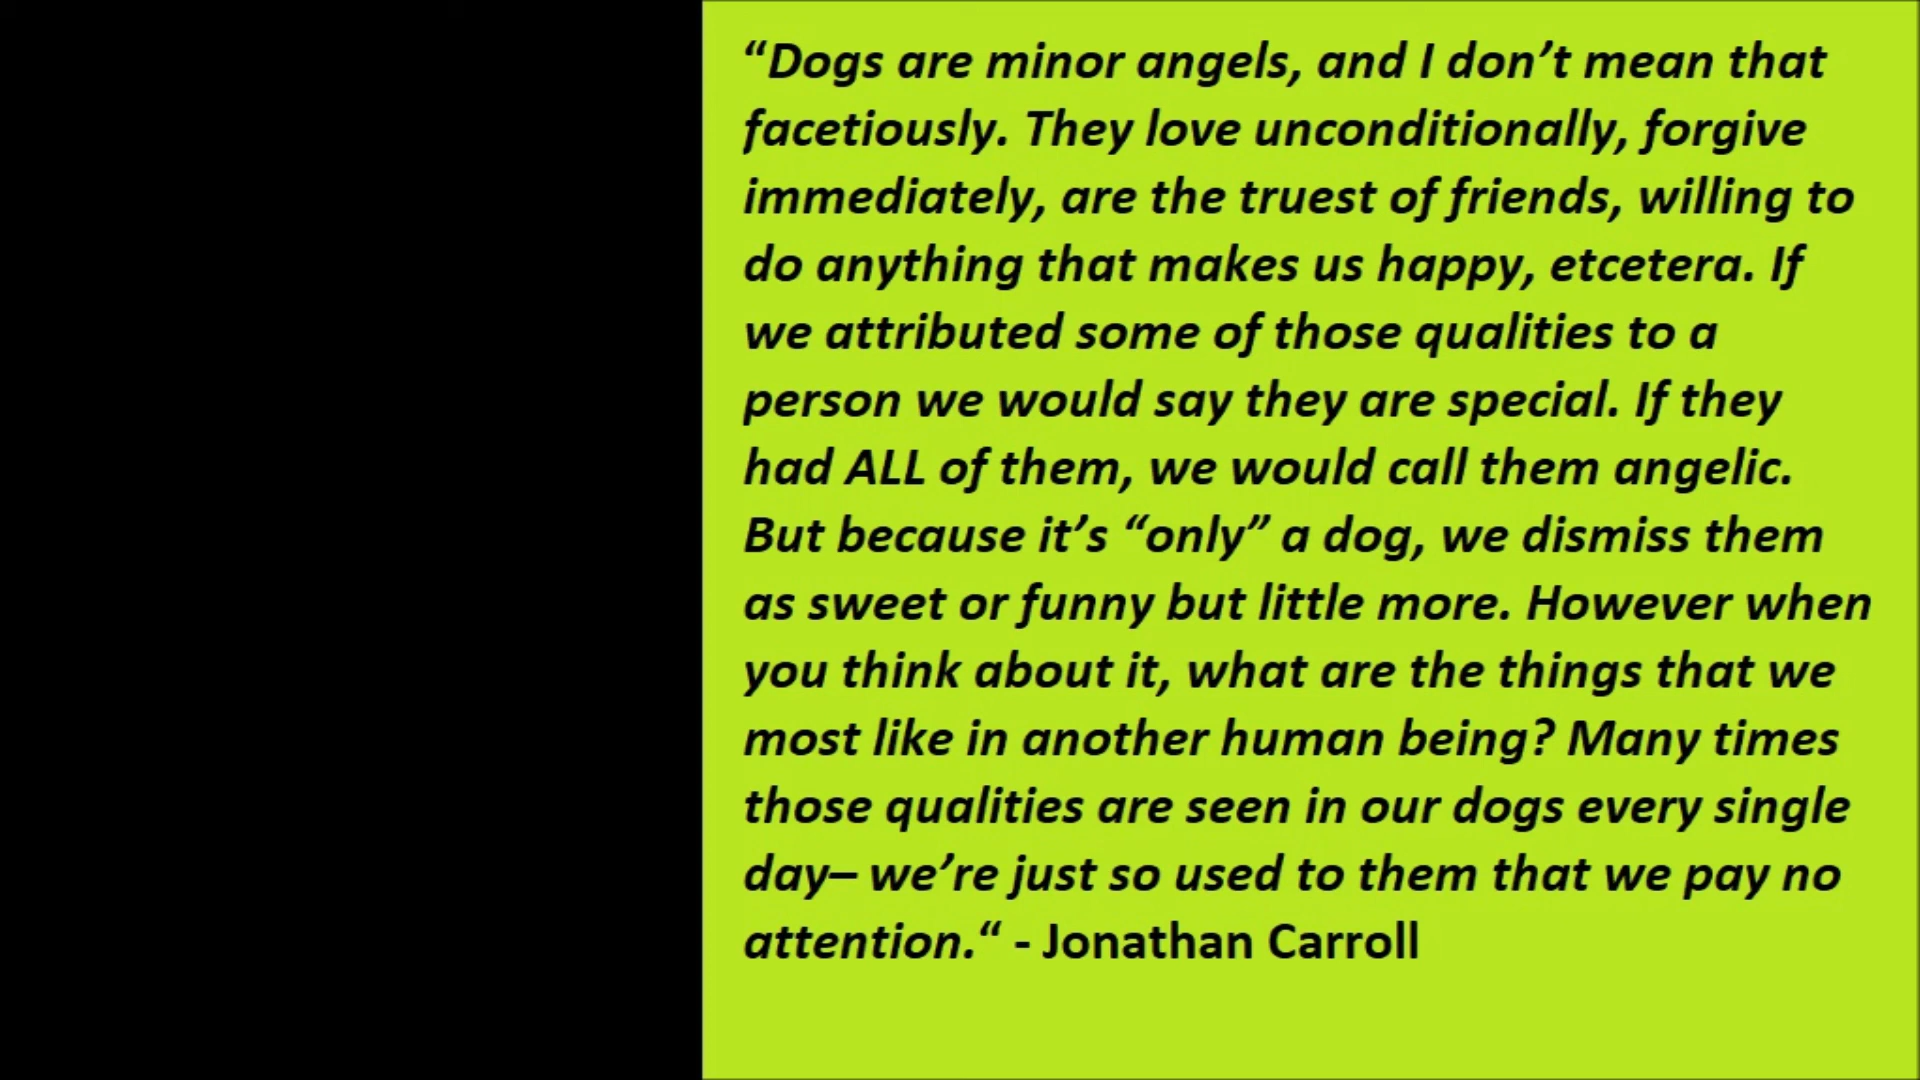 “Dogs are minor angels, and I don’t mean that
facetiously. They love unconditionally, forgive
immediately, are the truest of friends, willing to
do anything that makes us happy, etcetera. If
we attributed some of those qualities to a
person we would say they are special. If they
had ALL of them, we would call them angelic.
But because it’s “only” a dog, we dismiss them
as sweet or funny but little more. However when
you think about it, what are the things that we
most like in another human being? Many times
those qualities are seen in our dogs every single
day– we’re just so used to them that we pay no
attention.“ - Jonathan Carroll